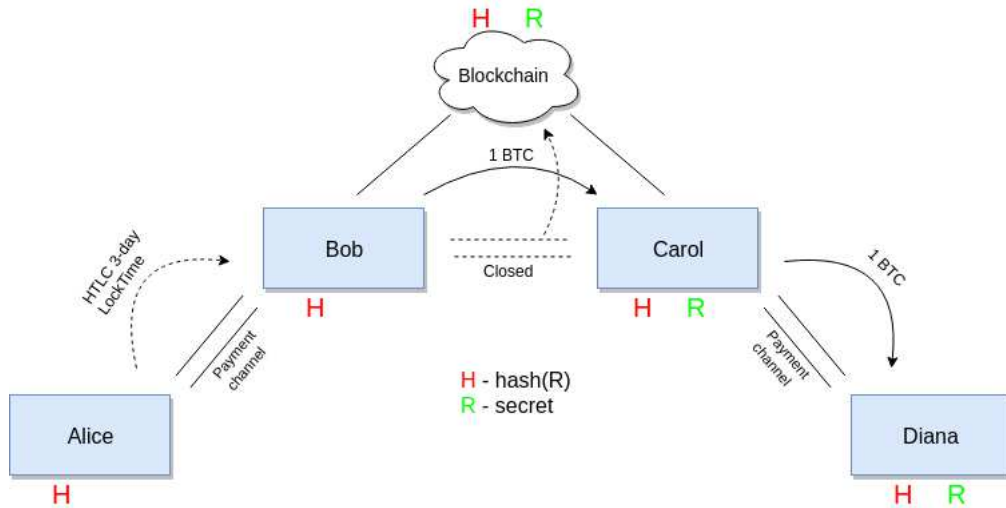 H R
Blockchain
1 BTC
Bob
Carol
HTLC 3-day
LockTime
Closed
1 BTC
H
H R
Payment
channel
Payment
channel
H - hash(R)
R - secret
Alice
Diana
H
H R